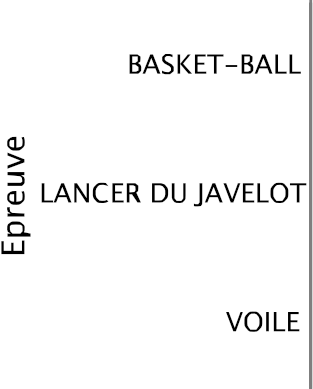 BASKET-BALL
Epreuve
LANCER DU JAVELOT
VOILE